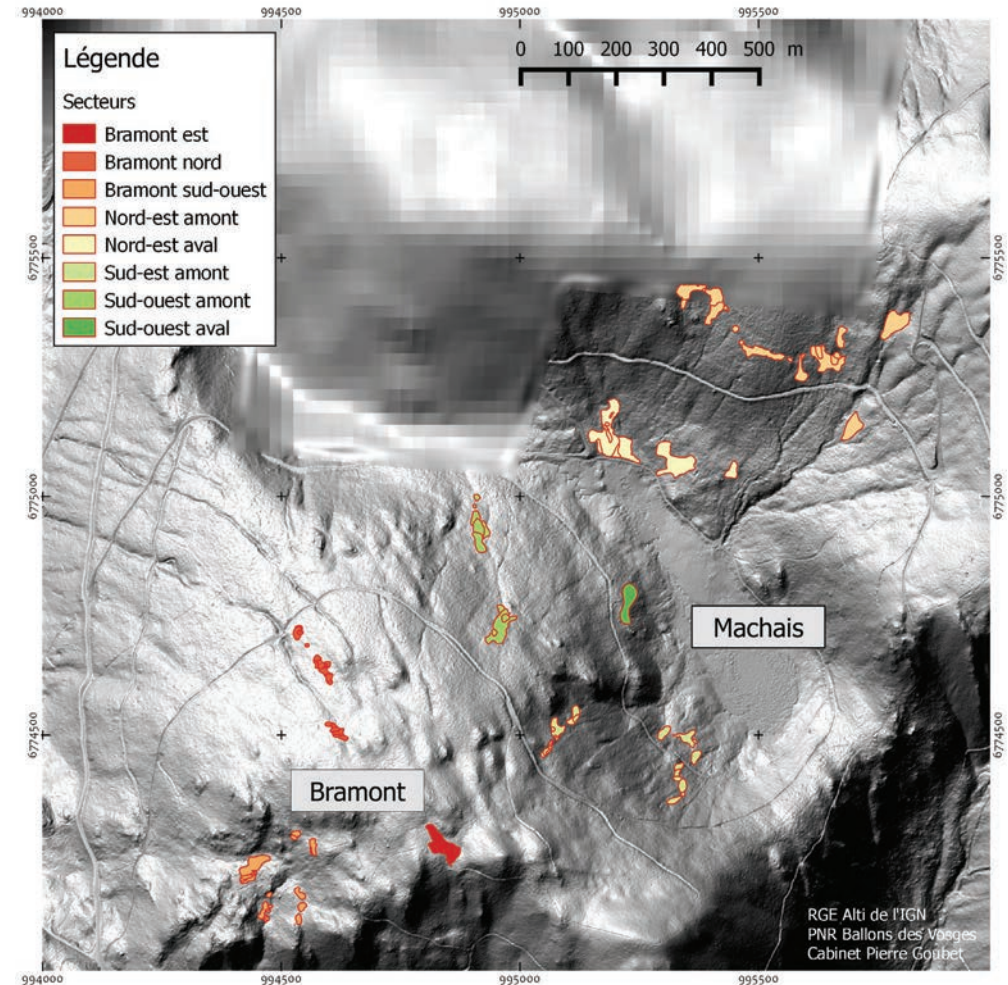 994000
994500
995000
995500
0 100 200 300 400 500 m
Légende
Secteurs
Bramont est
Bramont nord
Bramont sud-ouest
Nord-est amont
Nord-est aval
Sud-est amont
Sud-ouest amont
Sud-ouest aval
6775500
6775500
6775000
6775000
Machais
6774500
6774500
Bramont
RGE Alti de l'IGN
PNR Ballons des Vosges
Cabinet Pierre Goubet
994000
994500
995000
995500